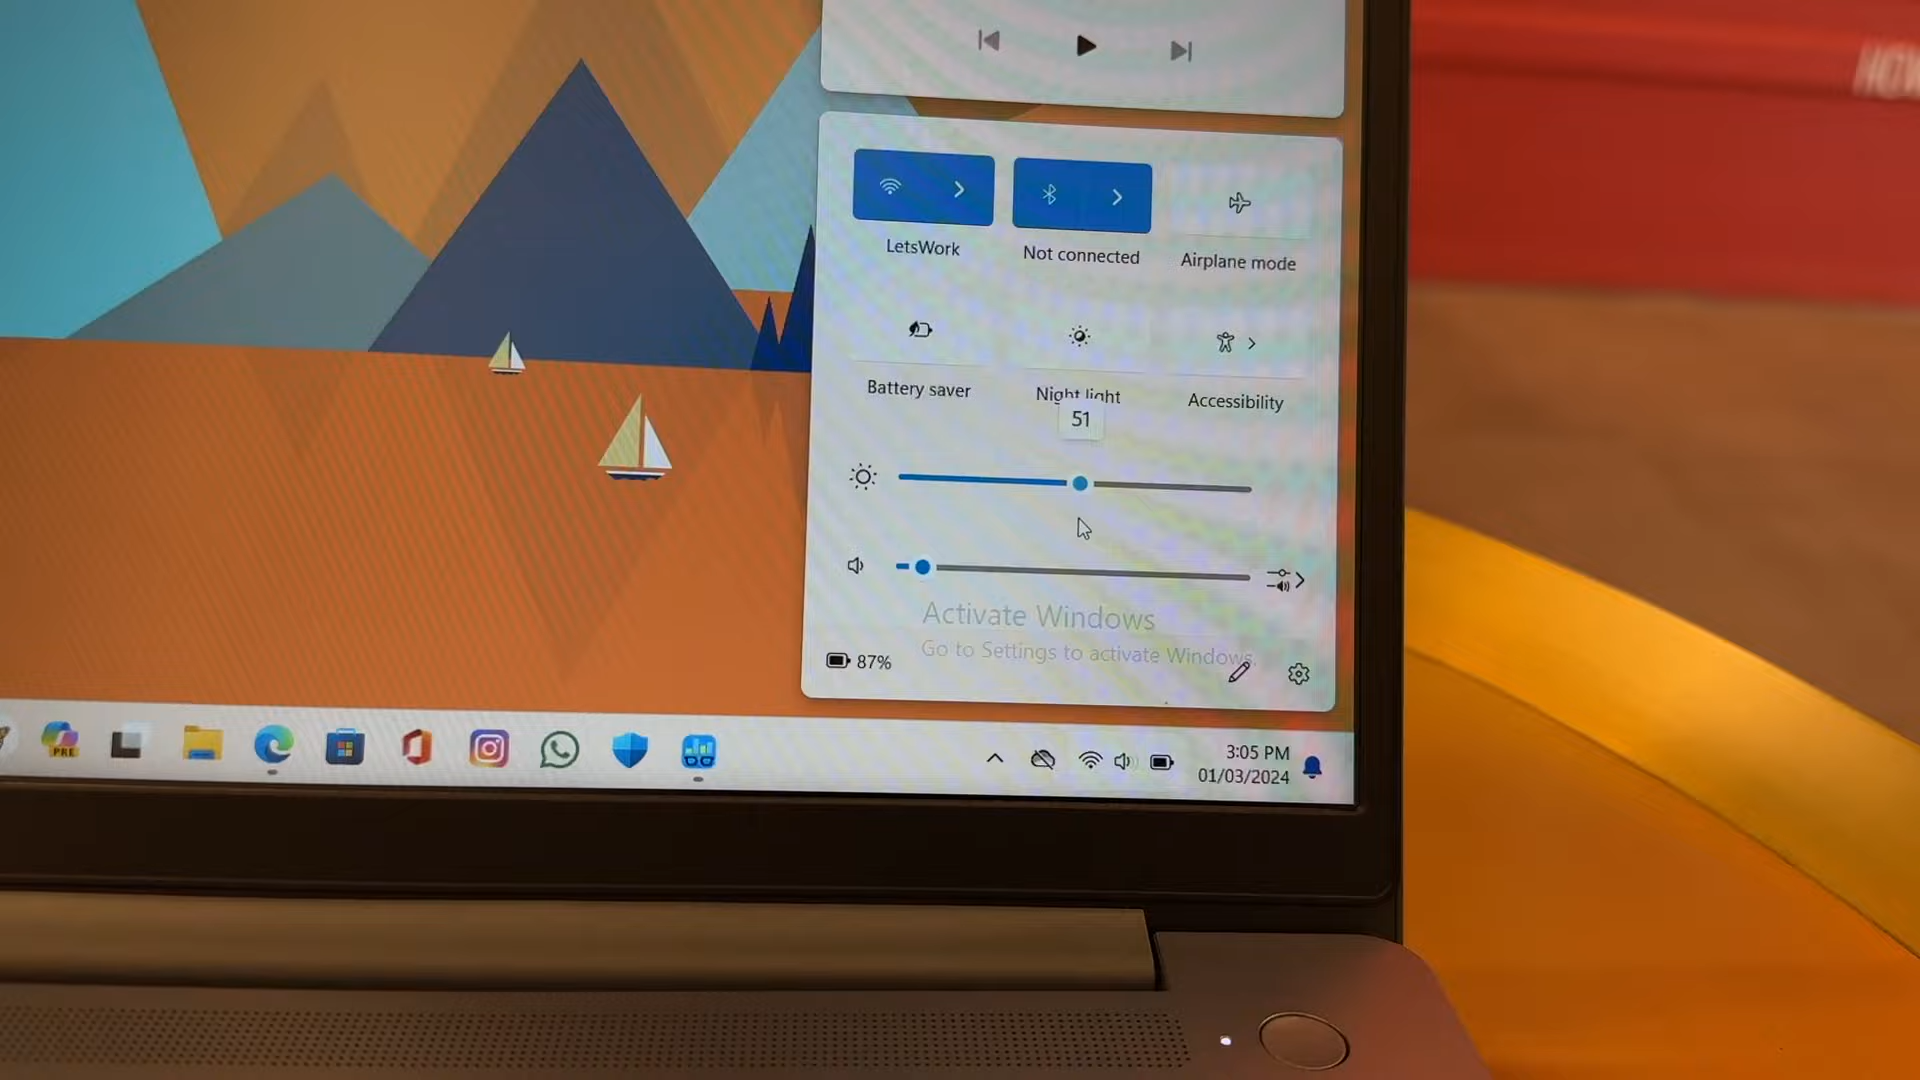 LetsWork
Not connected
Airplane mode
Battery saver
Night light
Accessibility
51
Activate Windows
Go to Settings to activate Windows.
87%
PRE
3:05 PM
01/03/2024